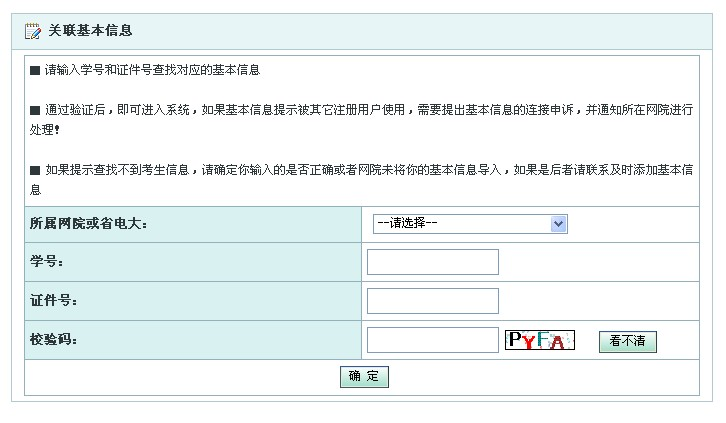 关联基本信息
■ 请输入学号和证件号查找对应的基本信息
■ 通过验证后，即可进入系统，如果基本信息提示被其它注册用户使用，需要提出基本信息的连接申诉，并通知所在网院进行
处理!
■ 如果提示查找不到考生信息，请确定你输入的是否正确或者网院未将你的基本信息导入，如果是后者请联系及时添加基本信
息
所属网院或省电大： --请选择--
学号：
证件号：
校验码： PYFA 看不清
确 定